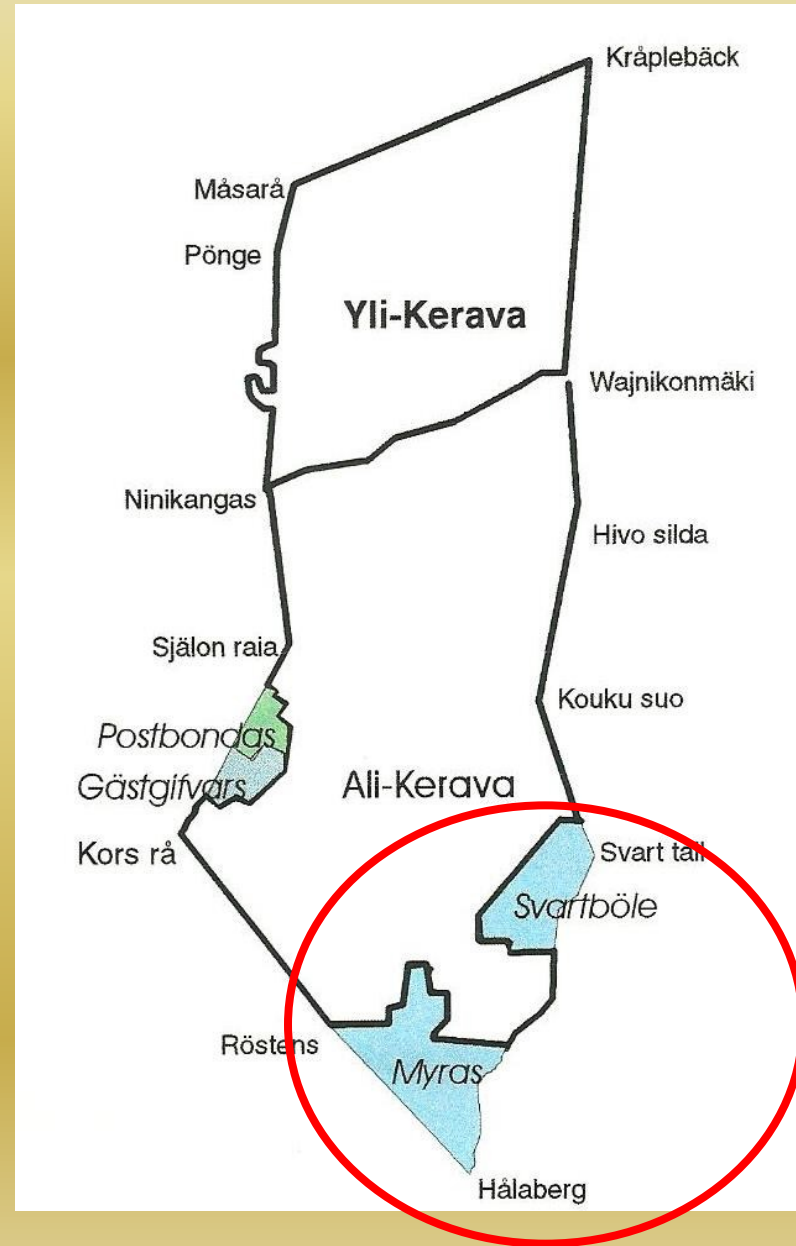 Kråplebäck
Måsarå
Pönge
Yli-Kerava
Wajnikonmäki
Ninikangas
Hivo silda
Själon raia
Kouku suo
Postbondas
Gästgifvars
Ali-Kerava
Kors rå
Svart tall
Svartböle
Röstens
Myras
Hålaberg